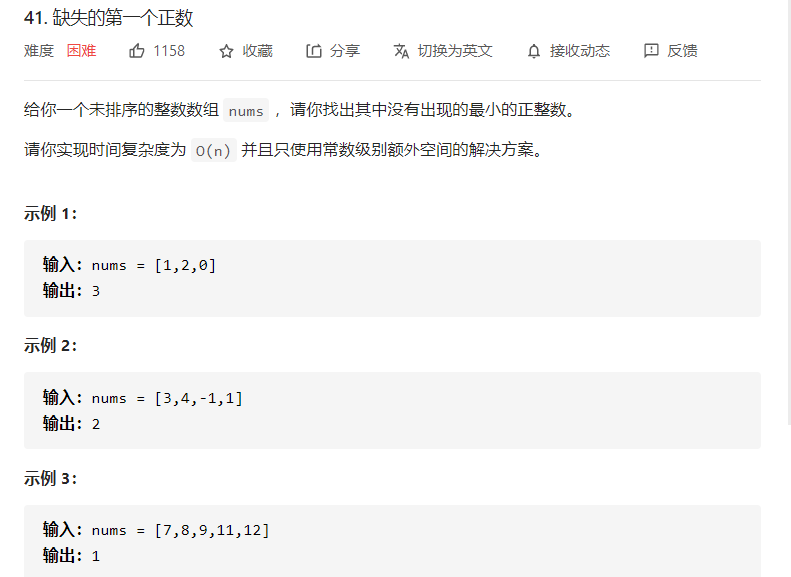 41. 缺失的第一个正数
难度 困难 1158 收藏 分享 切换为英文 接收动态 反馈
给你一个未排序的整数数组 nums ，请你找出其中没有出现的最小的正整数。
请你实现时间复杂度为 O(n) 并且只使用常数级别额外空间的解决方案。
示例 1：
输入：nums = [1,2,0]
输出：3
示例 2：
输入：nums = [3,4,-1,1]
输出：2
示例 3：
输入：nums = [7,8,9,11,12]
输出：1